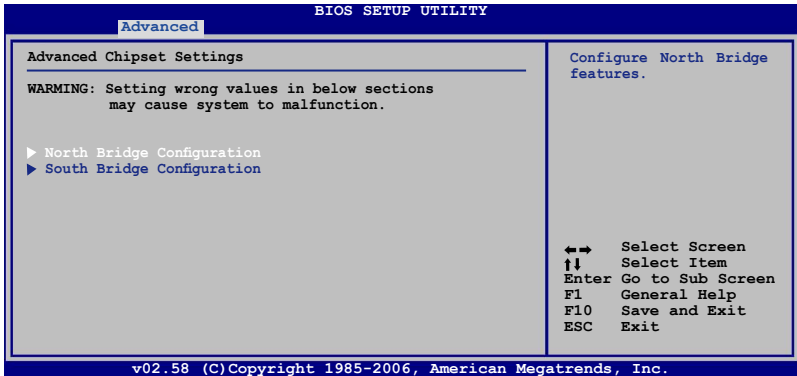 BIOS SETUP UTILITY
Advanced
Advanced Chipset Settings
WARMING: Setting wrong values in below sections
may cause system to malfunction.
North Bridge Configuration
South Bridge Configuration
Configure North Bridge
features.
Select Screen
Select Item
Enter Go to Sub Screen
F1 General Help
F10 Save and Exit
ESC Exit
v02.58 (C)Copyright 1985-2006, American Megatrends, Inc.